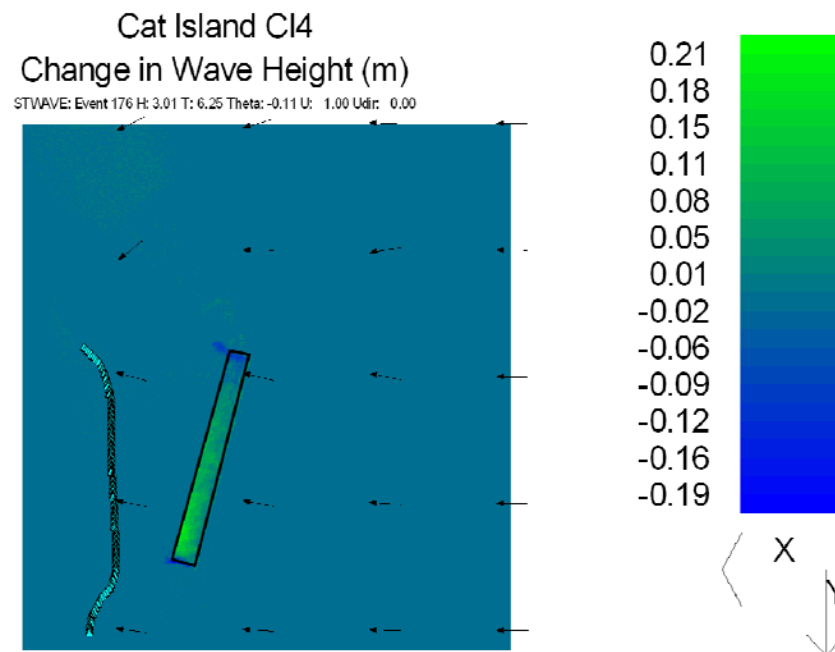 Cat Island CI4
Change in Wave Height (m)
STWAVE: Event 176 H: 3.01 T: 6.25 Theta: -0.11 U: 1.00 Udir: 0.00
0.21
0.18
0.15
0.11
0.08
0.05
0.01
-0.02
-0.06
-0.09
-0.12
-0.16
-0.19
X
Y